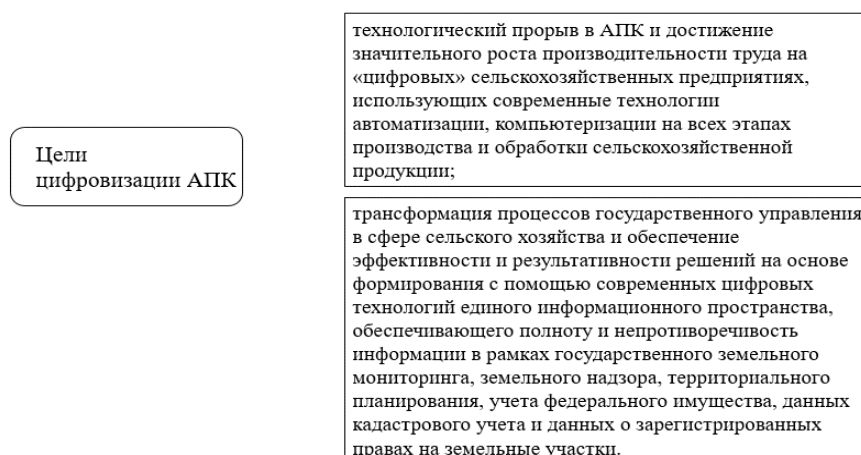 Цели
цифровизации АПК
технологический прорыв в АПК и достижение
значительного роста производительности труда на
«цифровых» сельскохозяйственных предприятиях,
использующих современные технологии
автоматизации, компьютеризации на всех этапах
производства и обработки сельскохозяйственной
продукции;
трансформация процессов государственного управления
в сфере сельского хозяйства и обеспечение
эффективности и результативности решений на основе
формирования с помощью современных цифровых
технологий единого информационного пространства,
обеспечивающего полноту и непротиворечивость
информации в рамках государственного земельного
мониторинга, земельного надзора, территориального
планирования, учета федерального имущества, данных
кадастрового учета и данных о зарегистрированных
правах на земельные участки.